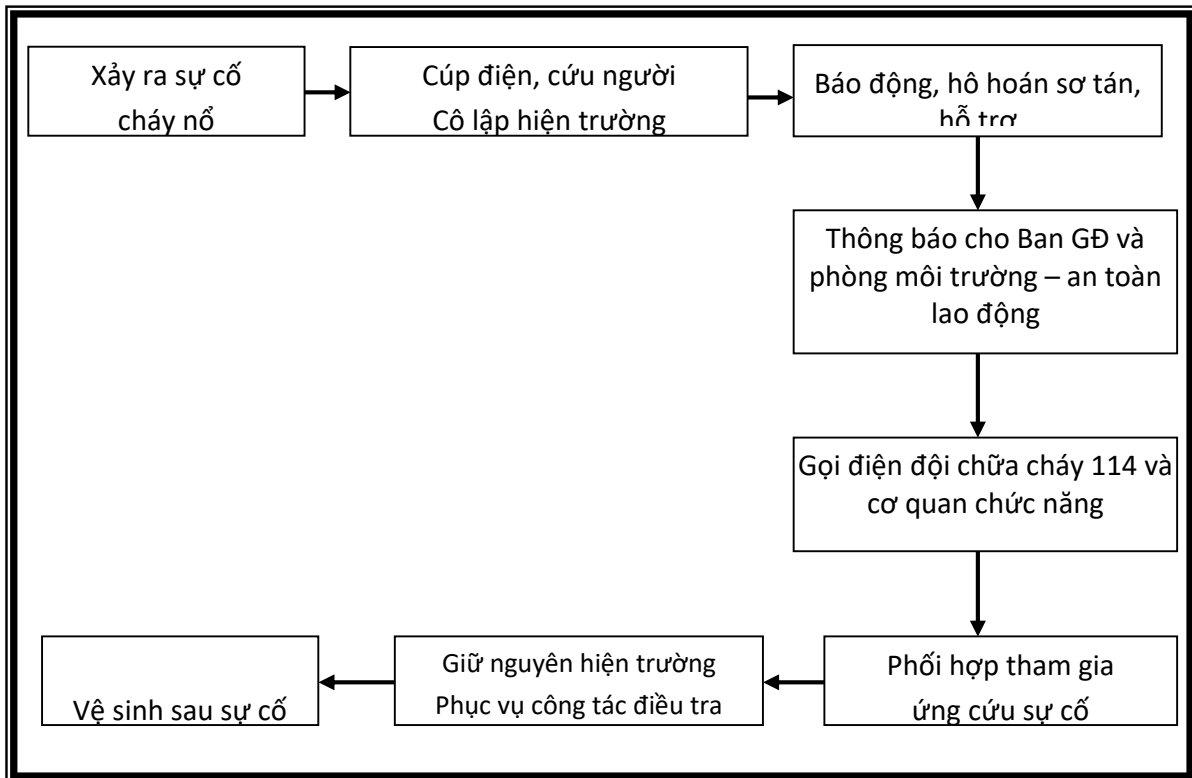 Xảy ra sự cố
cháy nổ
Cúp điện, cứu người
Cô lập hiện trường
Báo động, hô hoán sơ tán,
hỗ trợ
Thông báo cho Ban GĐ và
phòng môi trường – an toàn
lao động
Gọi điện đội chữa cháy 114 và
cơ quan chức năng
Phối hợp tham gia
ứng cứu sự cố
Giữ nguyên hiện trường
Phục vụ công tác điều tra
Vệ sinh sau sự cố